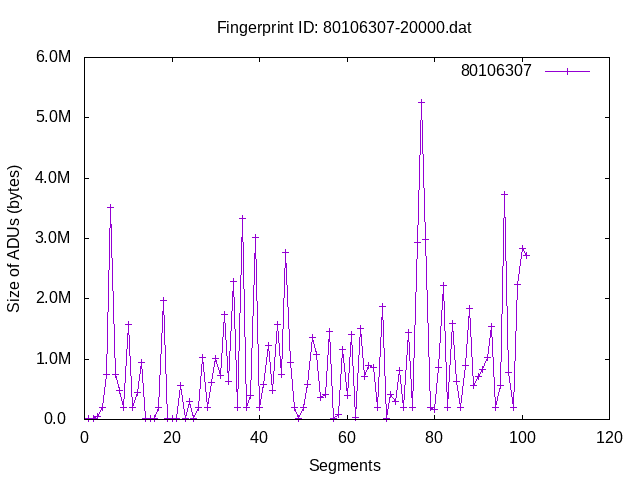 Fingerprint ID: 80106307-20000.dat
80106307
6.0M
5.0M
4.0M
3.0M
2.0M
1.0M
0.0
Size of ADUs (bytes)
0 20 40 60 80 100 120
Segments